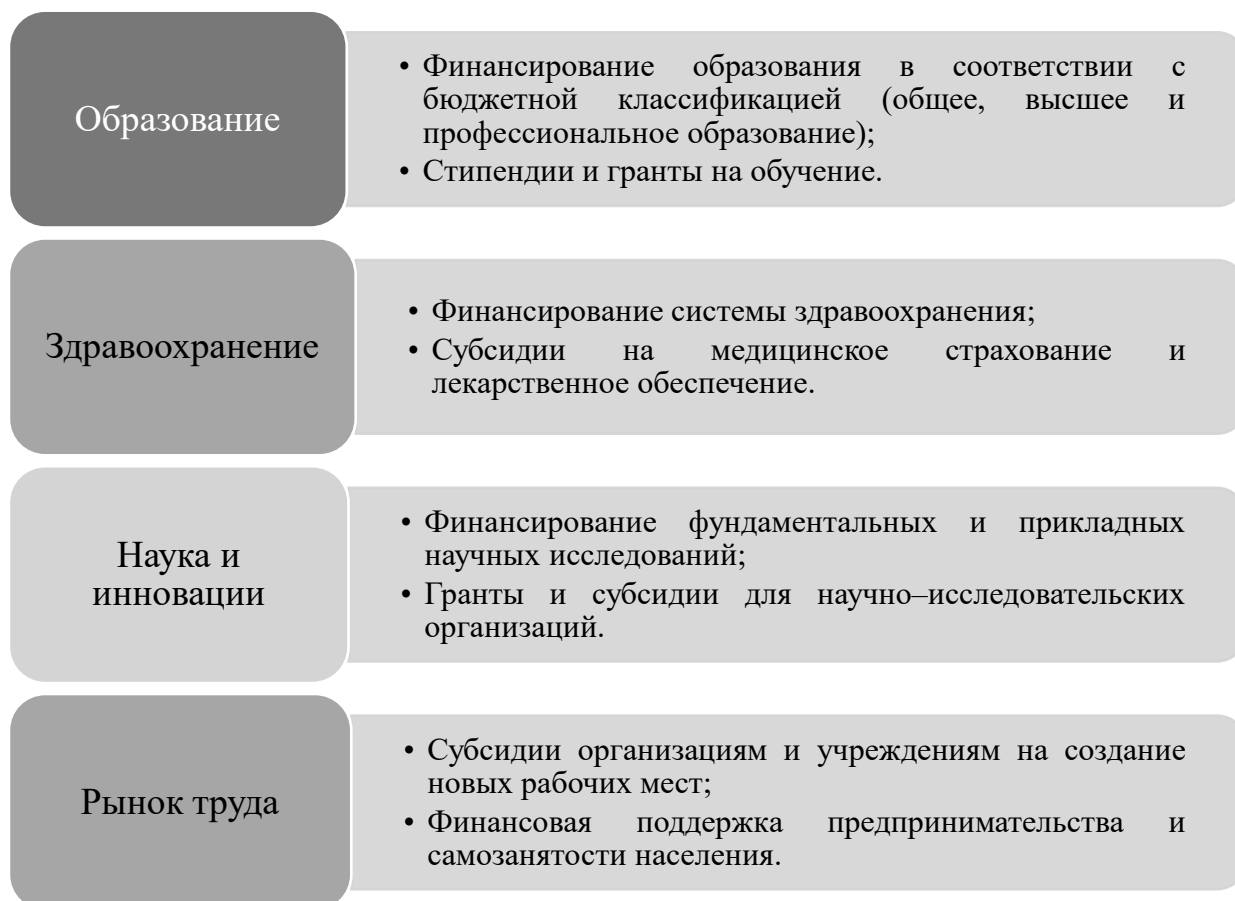 Образование
• Финансирование образования в соответствии с
бюджетной классификацией (общее, высшее и
профессиональное образование);
• Стипендии и гранты на обучение.
Здравоохранение
• Финансирование системы здравоохранения;
• Субсидии на медицинское страхование и
лекарственное обеспечение.
Наука и
инновации
• Финансирование фундаментальных и прикладных
научных исследований;
• Гранты и субсидии для научно–исследовательских
организаций.
Рынок труда
• Субсидии организациям и учреждениям на создание
новых рабочих мест;
• Финансовая поддержка предпринимательства и
самозанятости населения.